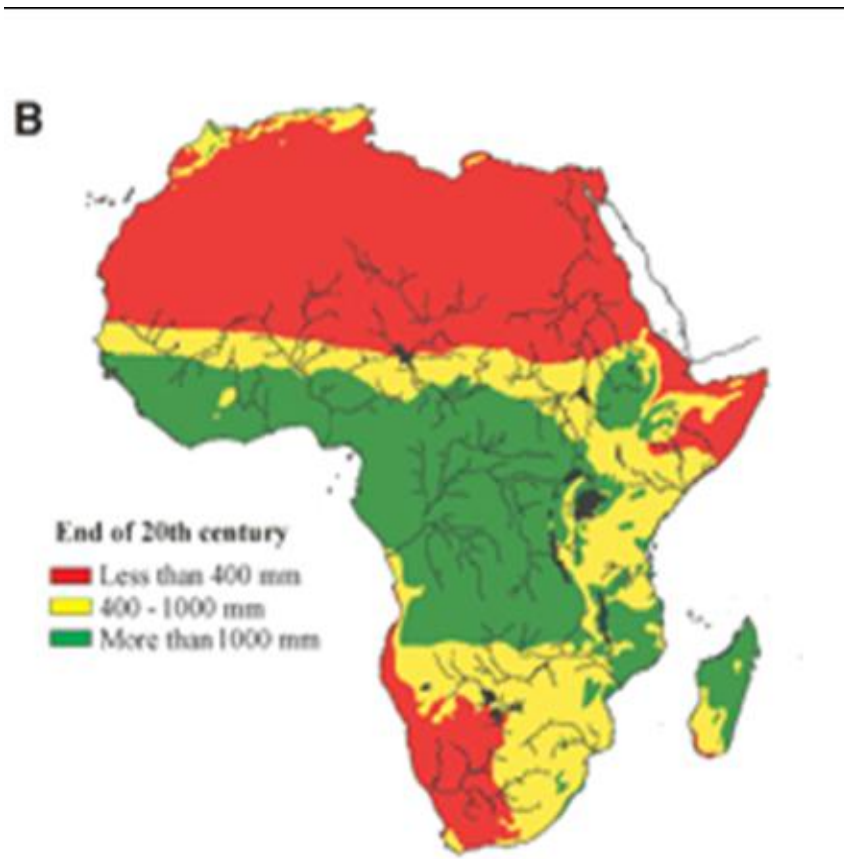 B
End of 20th century
Less than 400 mm
400 - 1000 mm
More than 1000 mm